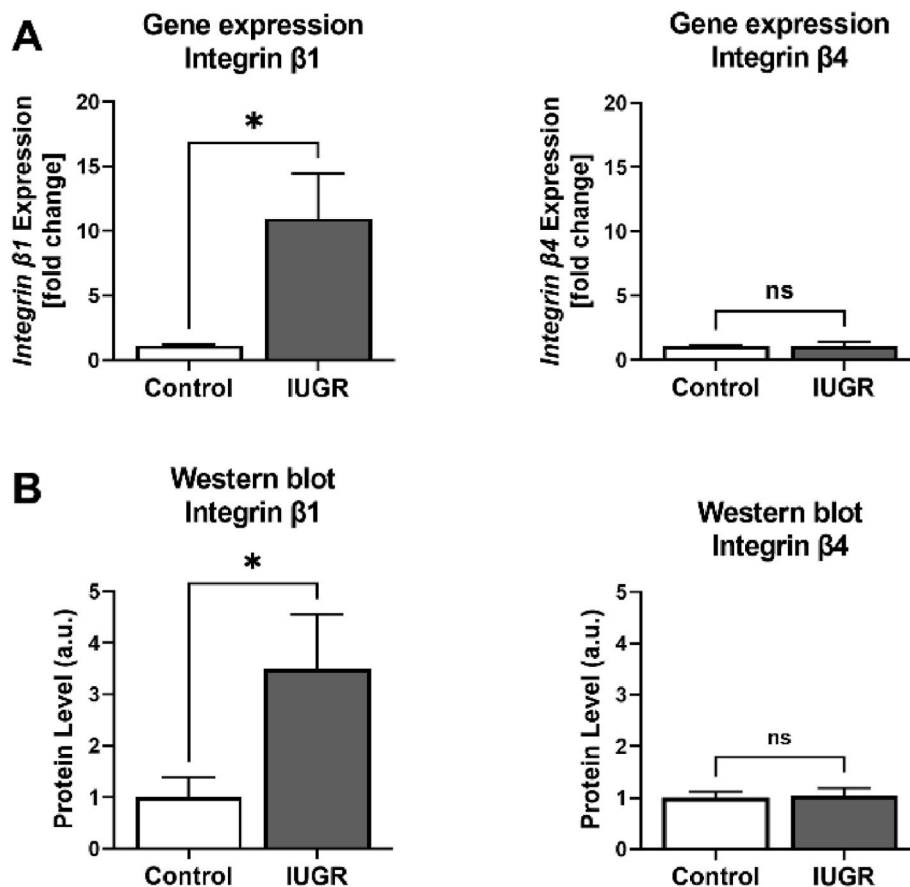 A
Gene expression
Integrin β1
Integrin β1 Expression
[fold change]
20
15
10
5
0
*
Control
IUGR
Gene expression
Integrin β4
Integrin β4 Expression
[fold change]
20
15
10
5
0
ns
Control
IUGR
B
Western blot
Integrin β1
Protein Level (a.u.)
5
4
3
2
1
0
*
Control
IUGR
Western blot
Integrin β4
Protein Level (a.u.)
5
4
3
2
1
0
ns
Control
IUGR